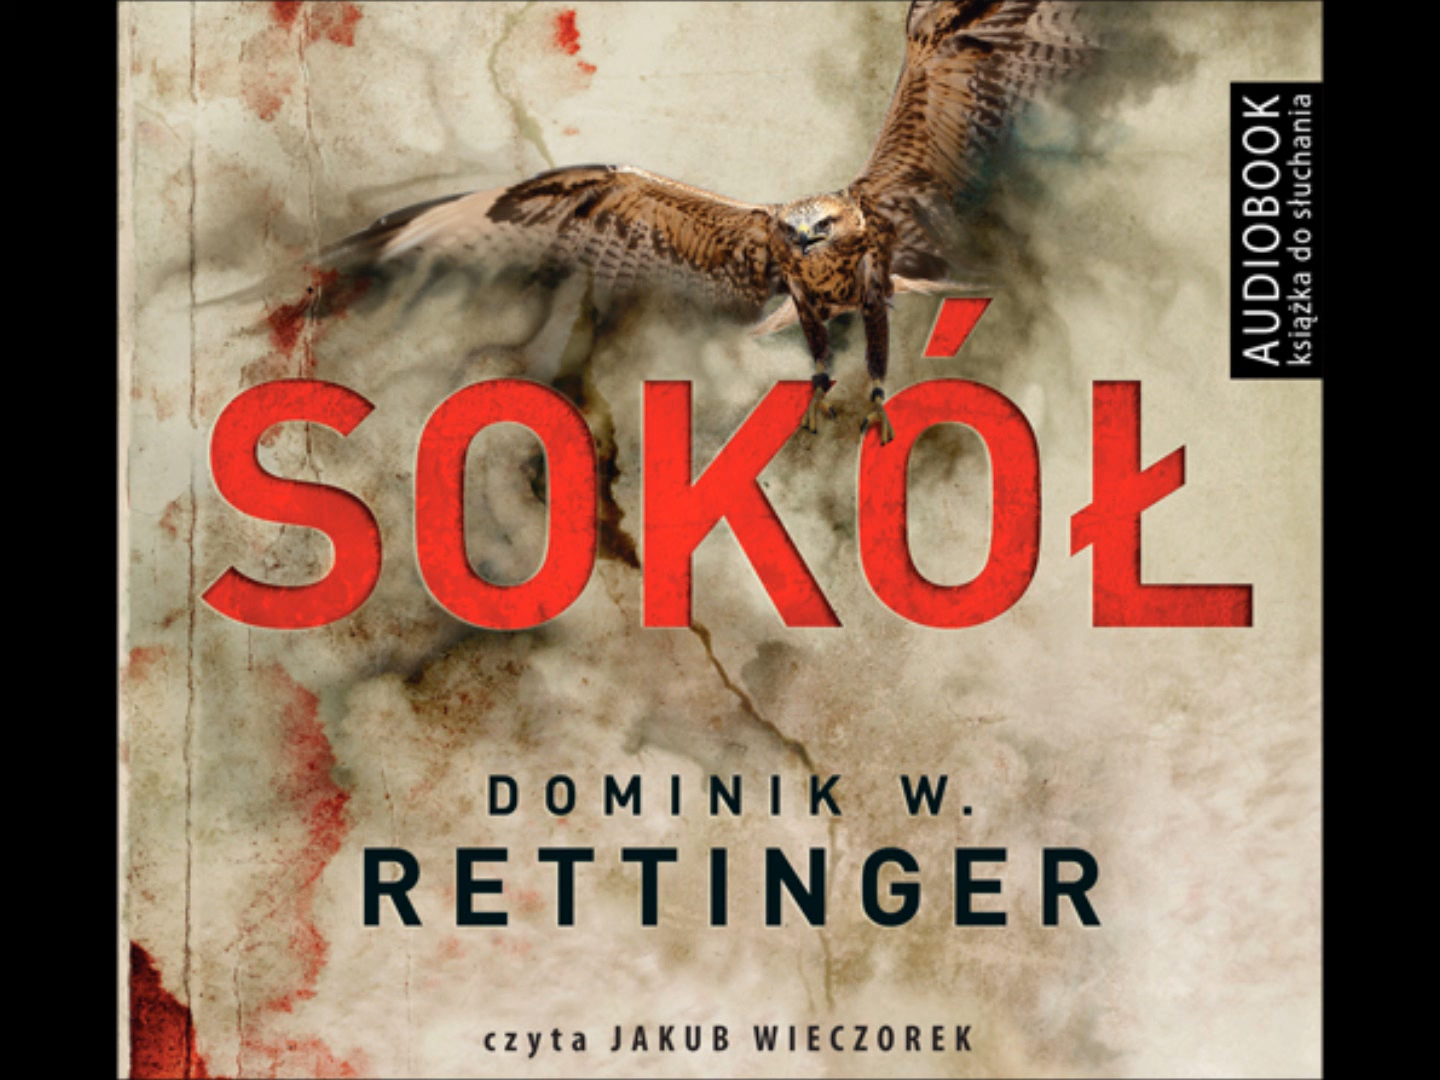 AUDIOBOOK
książka do słuchania
SOKÓŁ
DOMINIK W.
RETTINGER
czyta JAKUB WIECZOREK